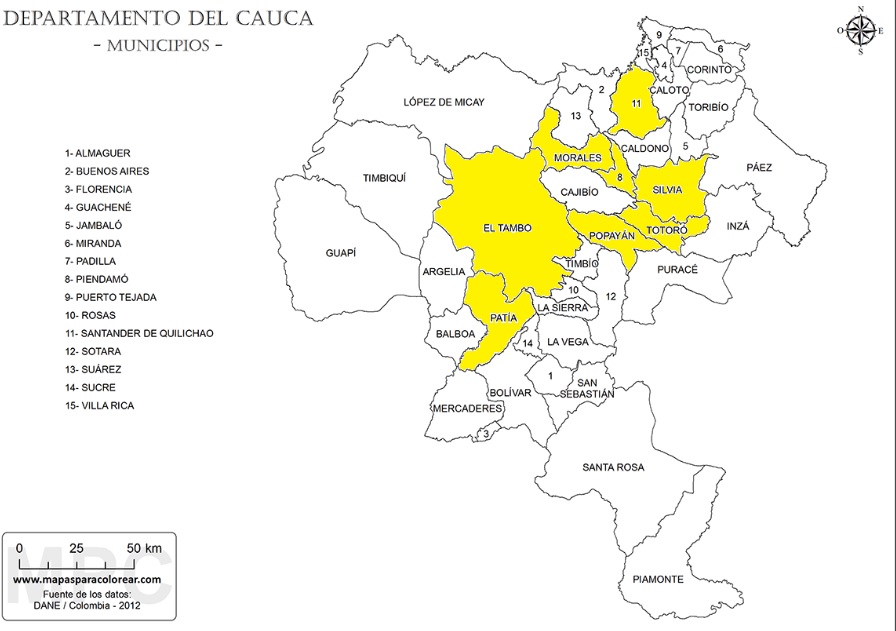 DEPARTAMENTO DEL CAUCA
- MUNICIPIOS -
N
O
E
S
1- ALMAGUER
2- BUENOS AIRES
3- FLORENCIA
4- GUACHENÉ
5- JAMBALÓ
6- MIRANDA
7- PADILLA
8- PIENDAMÓ
9- PUERTO TEJADA
10- ROSAS
11- SANTANDER DE QUILICHAO
12- SOTARA
13- SUÁREZ
14- SUCRE
15- VILLA RICA
9
15
7
6
4
CORINTO
2
CALOTO
LÓPEZ DE MICAY
11
TORIBÍO
13
CALDONO
5
MORALES
PÁEZ
TIMBIQUÍ
8
CAJIBÍO
SILVIA
EL TAMBO
POPAYÁN
TOTORÓ
INZÁ
GUAPÍ
TIMBÍO
ARGELIA
PURACÉ
10
12
LA SIERRA
PATÍA
BALBOA
14
LA VEGA
1
SAN
SEBASTIÁN
BOLÍVAR
MERCADERES
3
SANTA ROSA
PIAMONTE
0 25 50 km
MPC
www.mapasparacolorear.com
Fuente de los datos:
DANE / Colombia - 2012